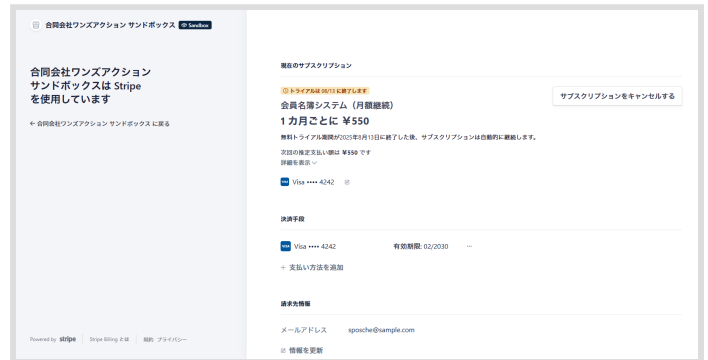 合同会社ワンズアクション サンドボックス Sandbox
合同会社ワンズアクション
サンドボックスは Stripe
を使用しています
← 合同会社ワンズアクション サンドボックス に戻る
Powered by stripe
Stripe Billing とは
規約 プライバシー
現在のサブスクリプション
トライアルは 08/13 に終了します
会員名簿システム（月額継続）
1 カ月ごとに ¥550
無料トライアル期間が2025年8月13日に終了した後、サブスクリプションは自動的に継続します。
次回の推定支払い額は ¥550 です
詳細を表示
VISA Visa •••• 4242
サブスクリプションをキャンセルする
決済手段
VISA Visa •••• 4242 有効期限: 02/2030 ···
+ 支払い方法を追加
請求先情報
メールアドレス sposche@sample.com
情報を更新